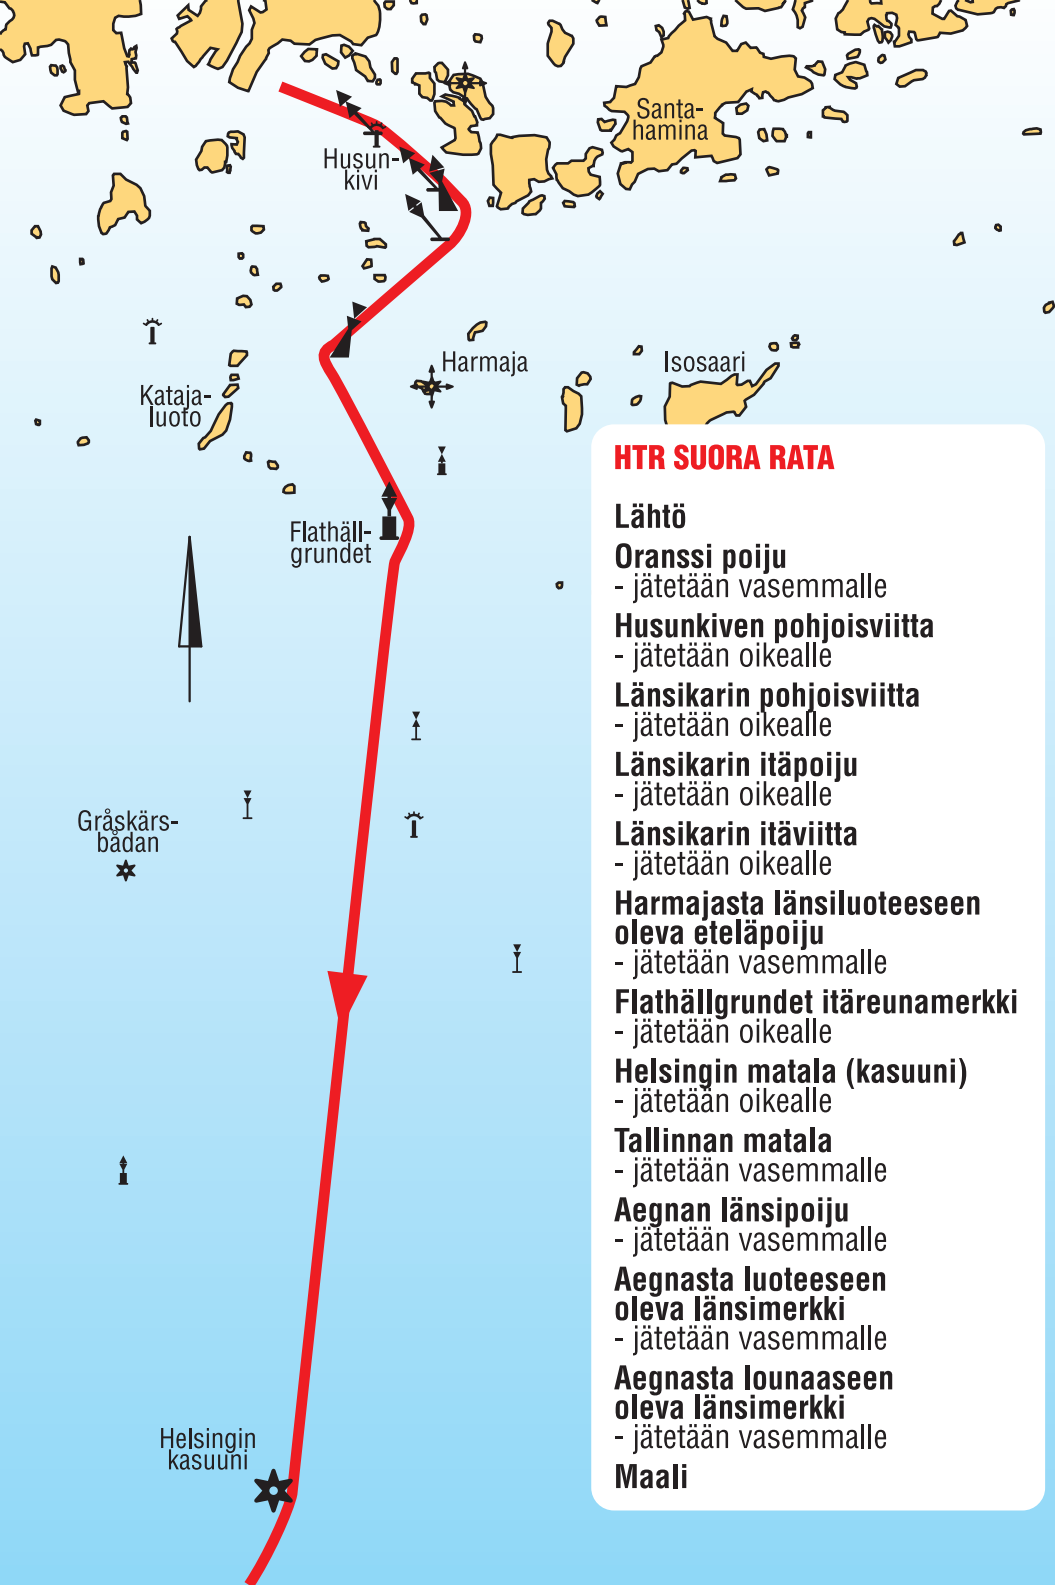 Santa-
hamina
Husun-
kivi
Harmaja
Isosaari
Kataja-
luoto
Flathäll-
grundet
Gråskärs-
bådan
Helsingin
kasuuni
HTR SUORA RATA
Lähtö
Oranssi poiju
- jätetään vasemmalle
Husunkiven pohjoisviitta
- jätetään oikealle
Länsikarin pohjoisviitta
- jätetään oikealle
Länsikarin itäpoiju
- jätetään oikealle
Länsikarin itäviitta
- jätetään oikealle
Harmajasta länsiluoteeseen
oleva eteläpoiju
- jätetään vasemmalle
Flathällgrundet itäreunamerkki
- jätetään oikealle
Helsingin matala (kasuuni)
- jätetään oikealle
Tallinnan matala
- jätetään vasemmalle
Aegnan länsipoiju
- jätetään vasemmalle
Aegnasta luoteeseen
oleva länsimerkki
- jätetään vasemmalle
Aegnasta lounaaseen
oleva länsimerkki
- jätetään vasemmalle
Maali